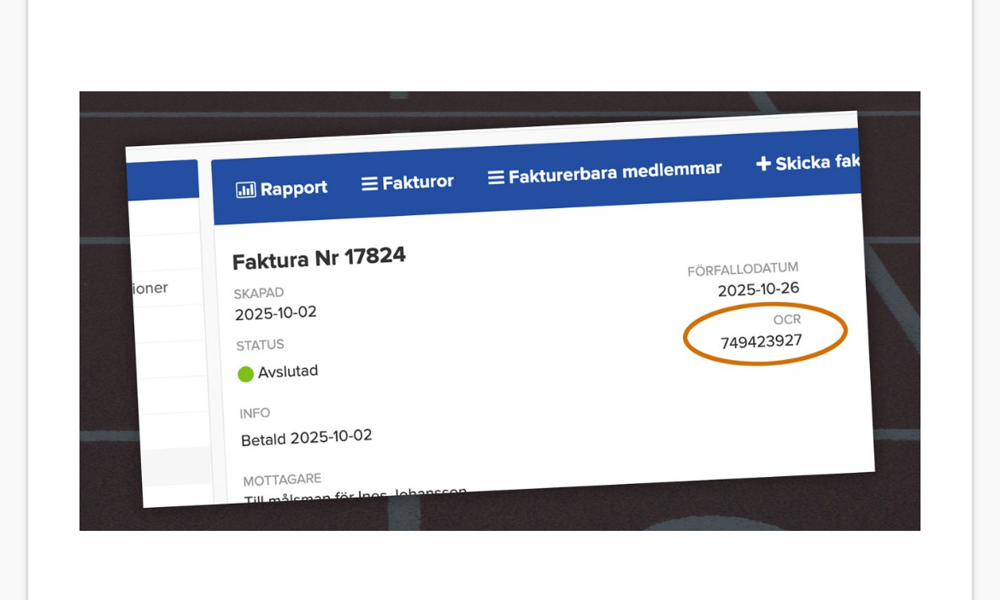 Rapport
Fakturor
Fakturerbara medlemmar
Skicka fak
ioner
Faktura Nr 17824
SKAPAD
2025-10-02
STATUS
Avslutad
INFO
Betald 2025-10-02
MOTTAGARE
Till målsman för Ines Johansson
FÖRFALLODATUM
2025-10-26
OCR
749423927